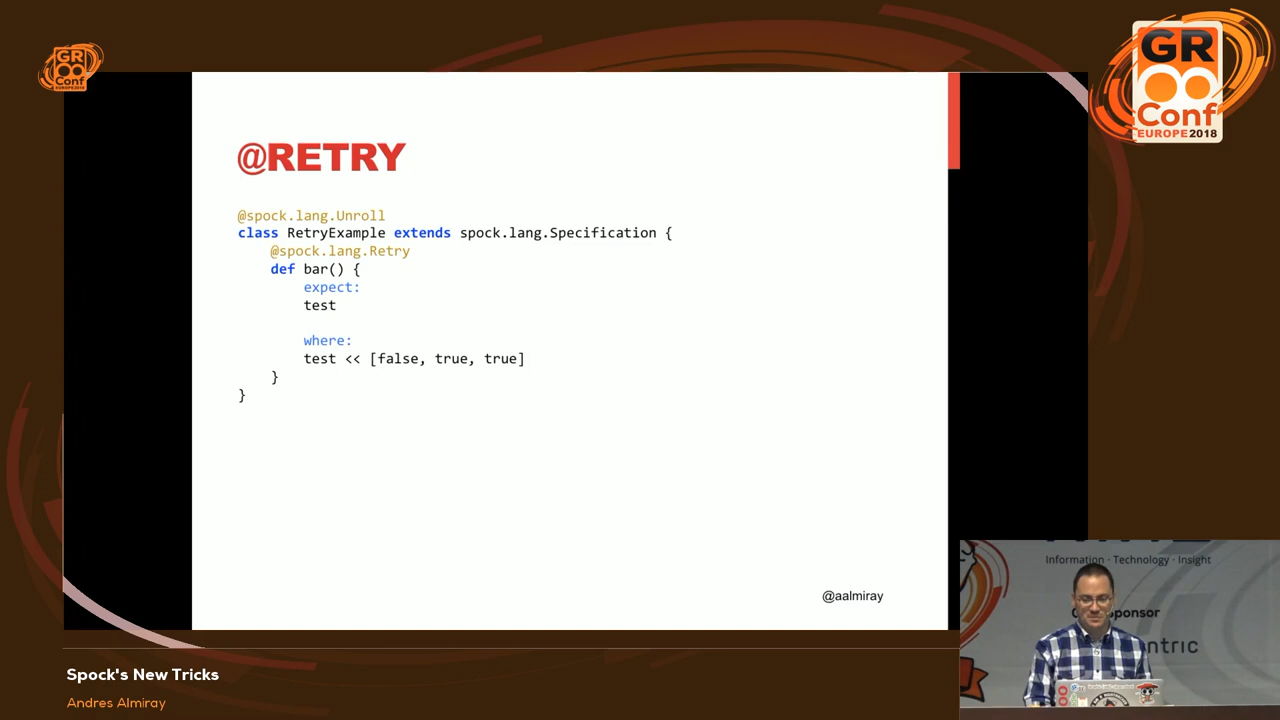 GR
Conf
EUROPE 2018
GR
Conf
EUROPE 2018
@RETRY
@spock.lang.Unroll
class RetryExample extends spock.lang.Specification {
@spock.lang.Retry
def bar() {
expect:
test
where:
test << [false, true, true]
}
}
@aalmiray
Information · Technology · Insight
ntric
Spock's New Tricks
Andres Almiray